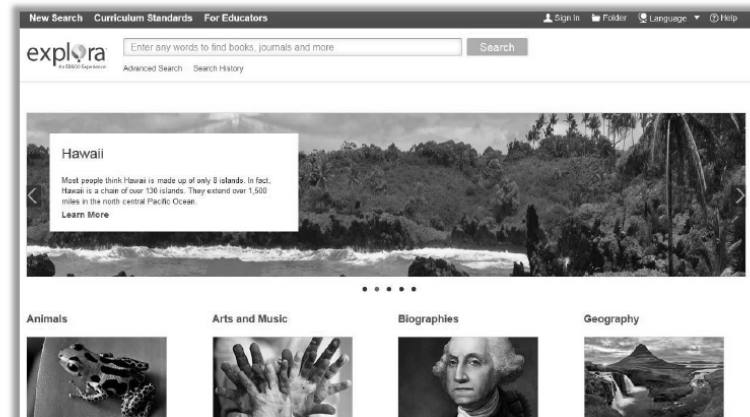 New Search Curriculum Standards For Educators Sign In Folder Language Help
explora
An EBSCO Experience
Enter any words to find books, journals and more Search
Advanced Search Search History
Hawaii
Most people think Hawaii is made up of only 8 islands. In fact,
Hawaii is a chain of over 130 islands. They extend over 1,500
miles in the north central Pacific Ocean.
Learn More
Animals Arts and Music Biographies Geography